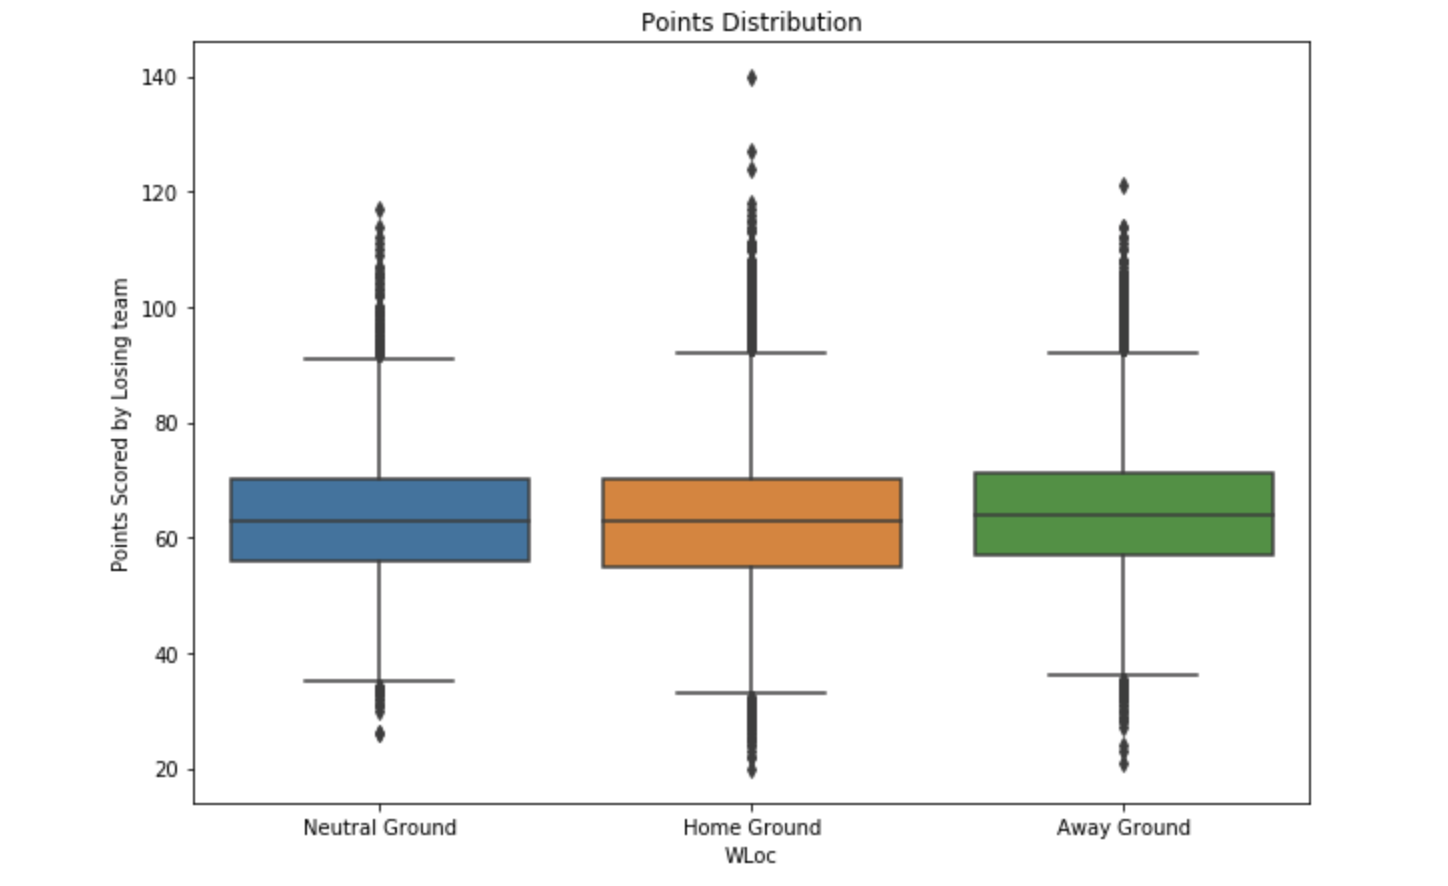 Points Distribution
Points Scored by Losing team
140
120
100
80
60
40
20
Neutral Ground
Home Ground
Away Ground
WLoc